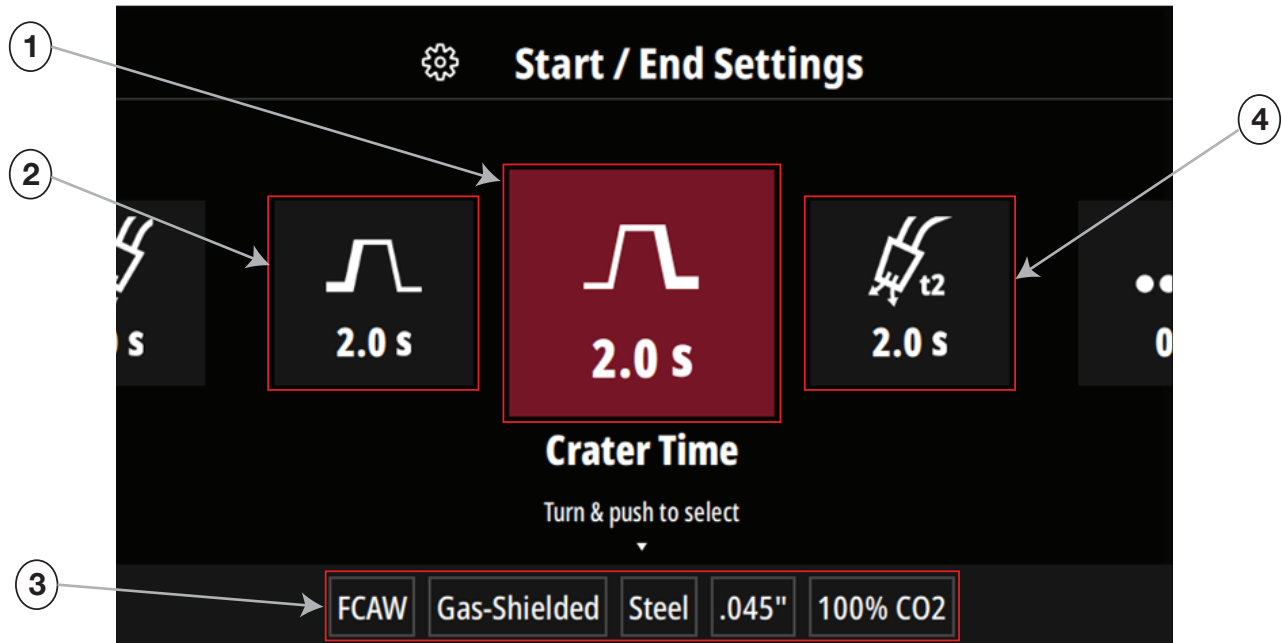 1
Start / End Settings
4
2
t2
s
2.0 s
2.0 s
2.0 s
0
Crater Time
Turn & push to select
3
FCAW Gas-Shielded Steel .045" 100% CO2